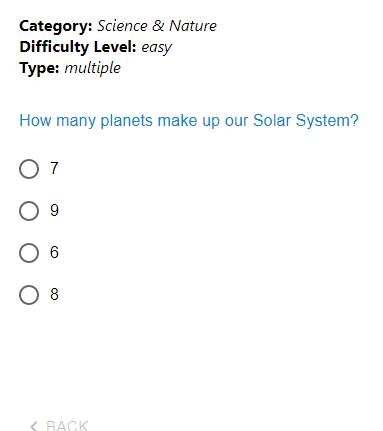 Category: Science & Nature
Difficulty Level: easy
Type: multiple
How many planets make up our Solar System?
7
9
6
8
BACK